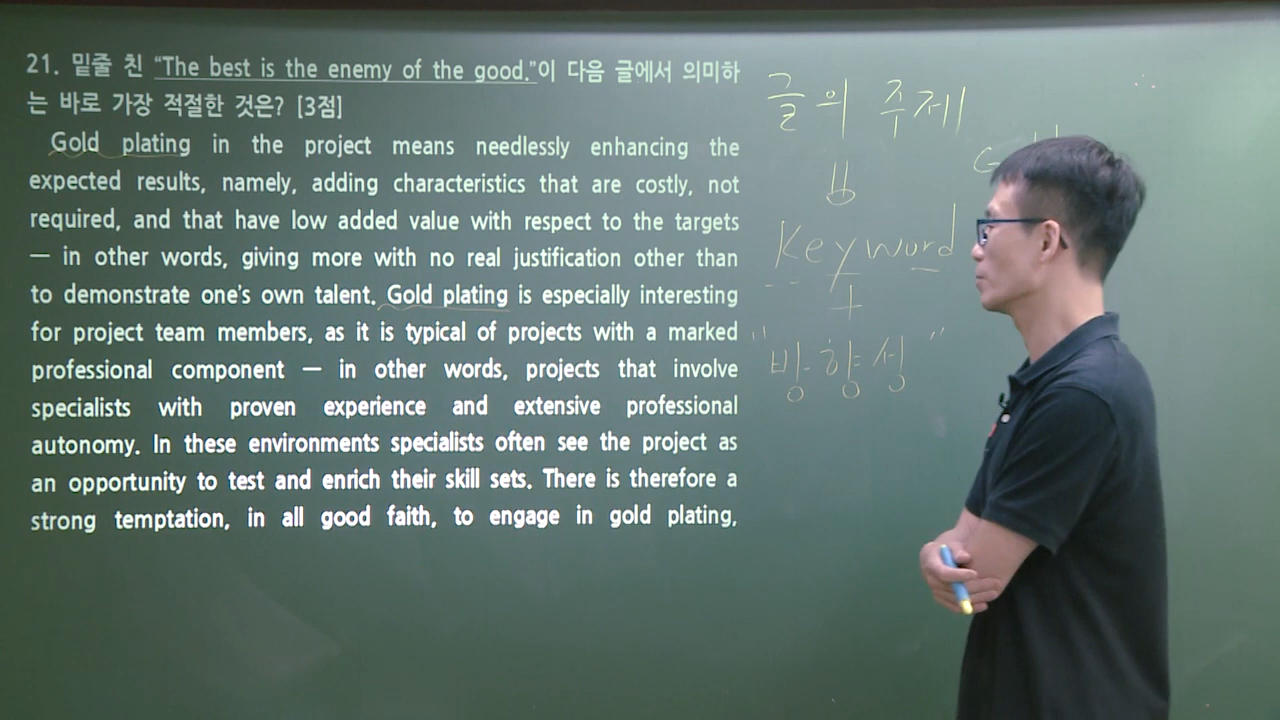 21. 밑줄 친 “The best is the enemy of the good.”이 다음 글에서 의미하
는 바로 가장 적절한 것은? [3점]
Gold plating in the project means needlessly enhancing the
expected results, namely, adding characteristics that are costly, not
required, and that have low added value with respect to the targets
— in other words, giving more with no real justification other than
to demonstrate one’s own talent. Gold plating is especially interesting
for project team members, as it is typical of projects with a marked
professional component — in other words, projects that involve
specialists with proven experience and extensive professional
autonomy. In these environments specialists often see the project as
an opportunity to test and enrich their skill sets. There is therefore a
strong temptation, in all good faith, to engage in gold plating,
글의 주제
⇓
Keyword
+
"방향성"